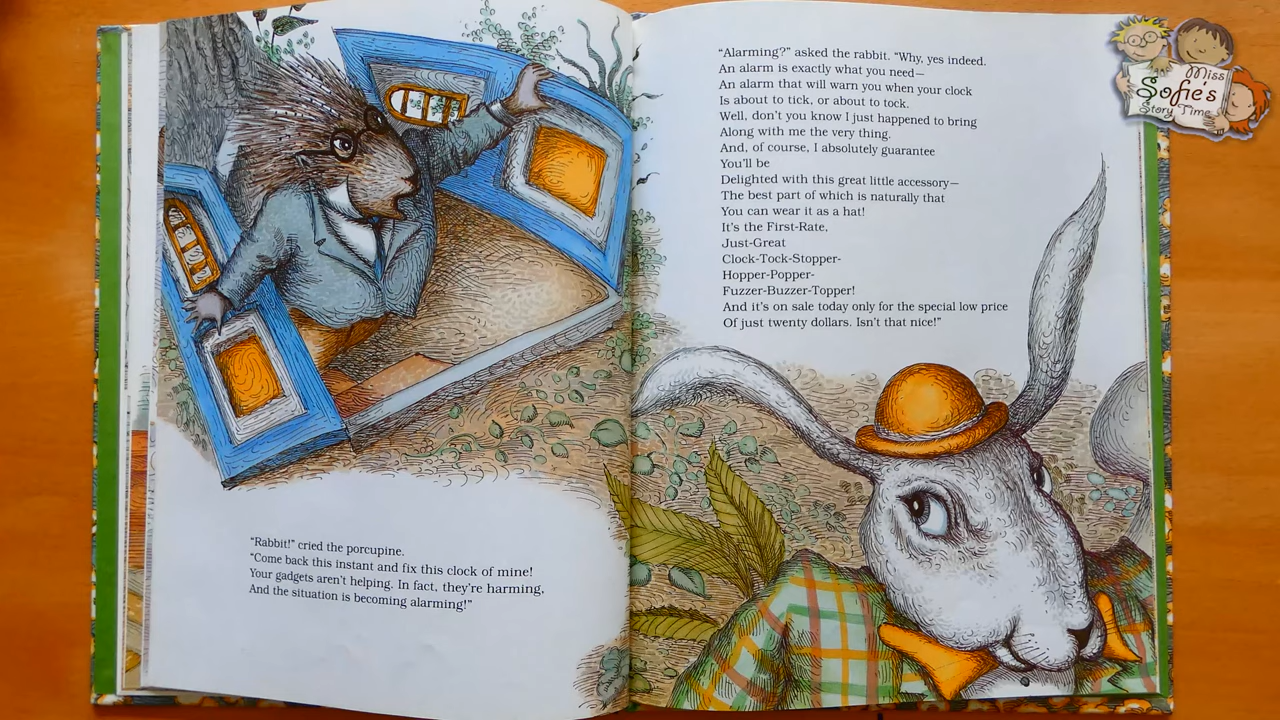 “Rabbit!” cried the porcupine.
“Come back this instant and fix this clock of mine!
Your gadgets aren’t helping. In fact, they’re harming,
And the situation is becoming alarming!”
“Alarming?” asked the rabbit. “Why, yes indeed.
An alarm is exactly what you need—
An alarm that will warn you when your clock
Is about to tick, or about to tock.
Well, don’t you know I just happened to bring
Along with me the very thing.
And, of course, I absolutely guarantee
You’ll be
Delighted with this great little accessory—
The best part of which is naturally that
You can wear it as a hat!
It’s the First-Rate,
Just-Great
Clock-Tock-Stopper-
Hopper-Popper-
Fuzzer-Buzzer-Topper!
And it’s on sale today only for the special low price
Of just twenty dollars. Isn’t that nice!”
Miss
Sofie's
Story Time